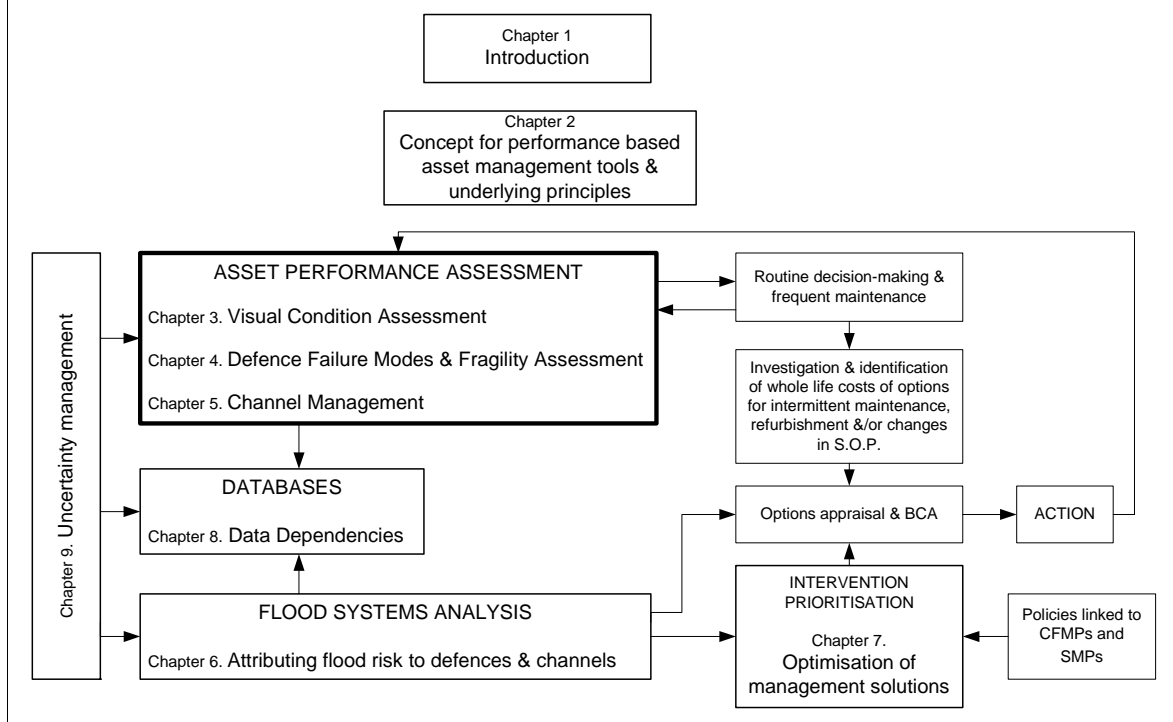 Chapter 1
Introduction
Chapter 2
Concept for performance based
asset management tools &
underlying principles
Chapter 9. Uncertainty management
ASSET PERFORMANCE ASSESSMENT
Chapter 3. Visual Condition Assessment
Chapter 4. Defence Failure Modes & Fragility Assessment
Chapter 5. Channel Management
Routine decision-making &
frequent maintenance
Investigation & identification
of whole life costs of options
for intermittent maintenance,
refurbishment &/or changes
in S.O.P.
DATABASES
Chapter 8. Data Dependencies
Options appraisal & BCA
ACTION
FLOOD SYSTEMS ANALYSIS
Chapter 6. Attributing flood risk to defences & channels
INTERVENTION
PRIORITISATION
Chapter 7.
Optimisation of
management solutions
Policies linked to
CFMPs and
SMPs